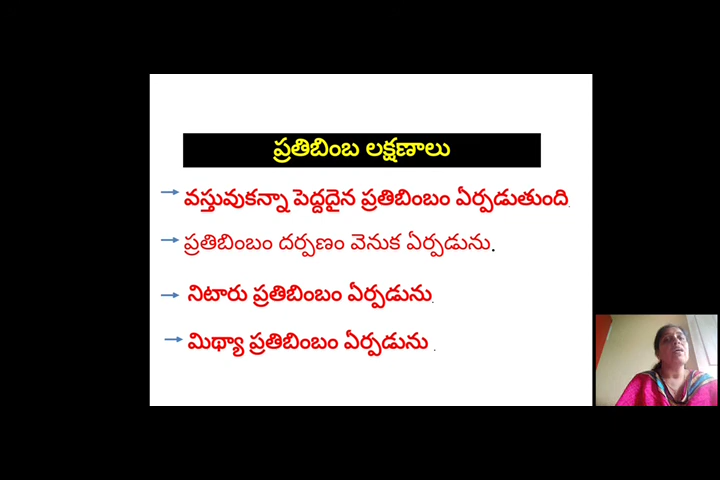 ప్రతిబింబ లక్షణాలు
వస్తువుకన్నా పెద్దదైన ప్రతిబింబం ఏర్పడుతుంది.
ప్రతిబింబం దర్పణం వెనుక ఏర్పడును.
నిటారు ప్రతిబింబం ఏర్పడును.
మిథ్యా ప్రతిబింబం ఏర్పడును .